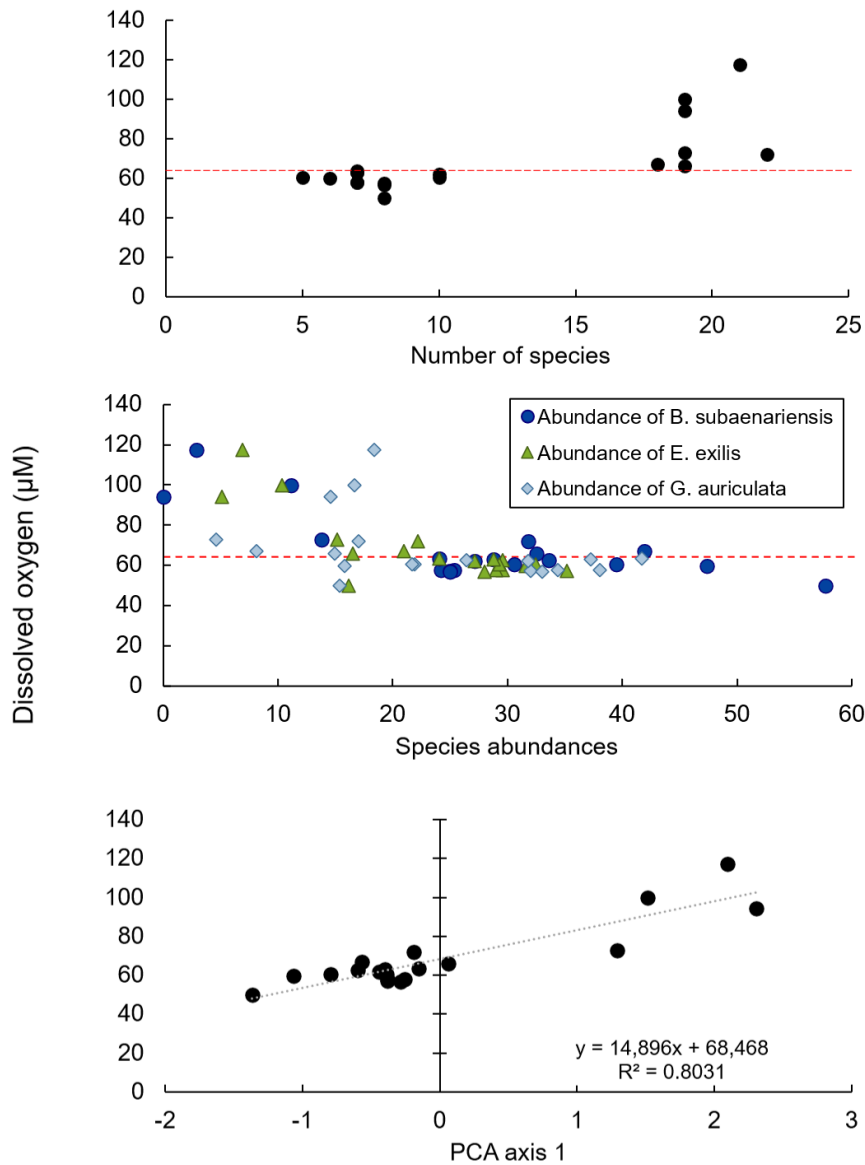 140
120
100
80
60
40
20
0
0 5 10 15 20 25
Number of species
Dissolved oxygen (µM)
140
120
100
80
60
40
20
0
Abundance of B. subaenariensis
Abundance of E. exilis
Abundance of G. auriculata
0 10 20 30 40 50 60
Species abundances
140
120
100
80
60
40
20
0
y = 14,896x + 68,468
R² = 0.8031
-2 -1 0 1 2 3
PCA axis 1